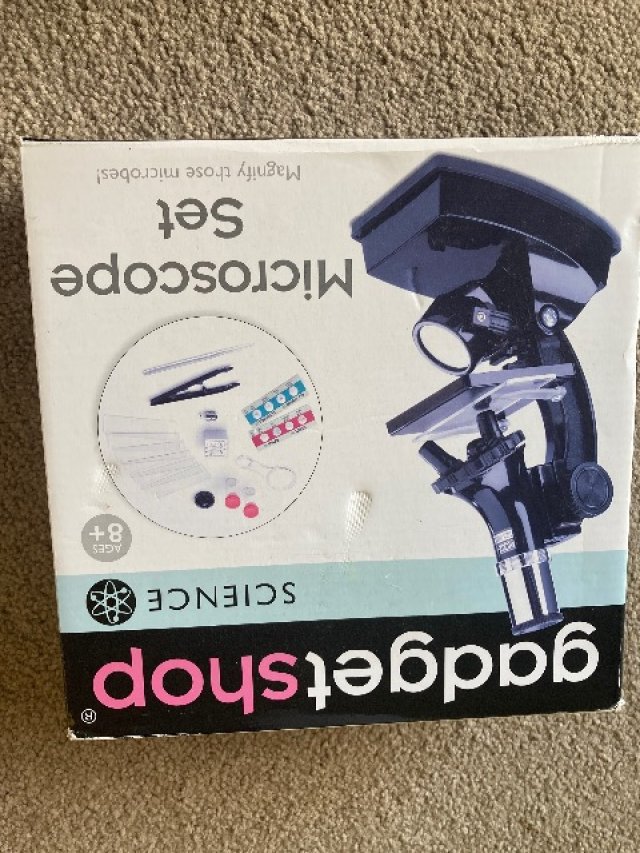 gadgetshop®
SCIENCE
AGES
8+
Microscope
Set
Magnify those microbes!